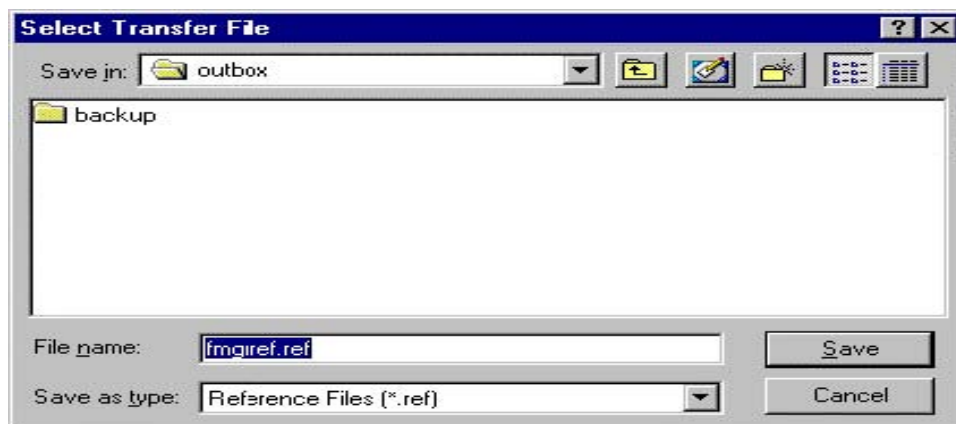 Select Transfer File
Save in: outbox
backup
File name: fmgiref.ref
Save
Save as type: Reference Files (*.ref)
Cancel